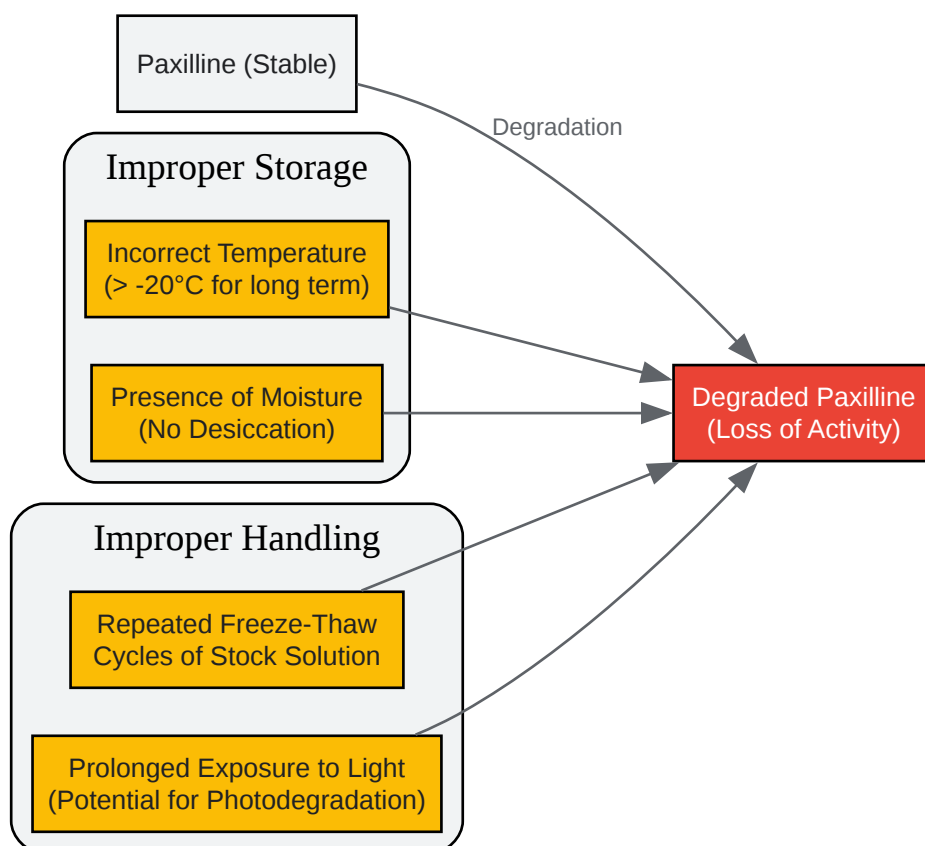 Paxilline (Stable)
Degradation
Improper Storage
Incorrect Temperature
(> -20°C for long term)
Presence of Moisture
(No Desiccation)
Degraded Paxilline
(Loss of Activity)
Improper Handling
Repeated Freeze-Thaw
Cycles of Stock Solution
Prolonged Exposure to Light
(Potential for Photodegradation)